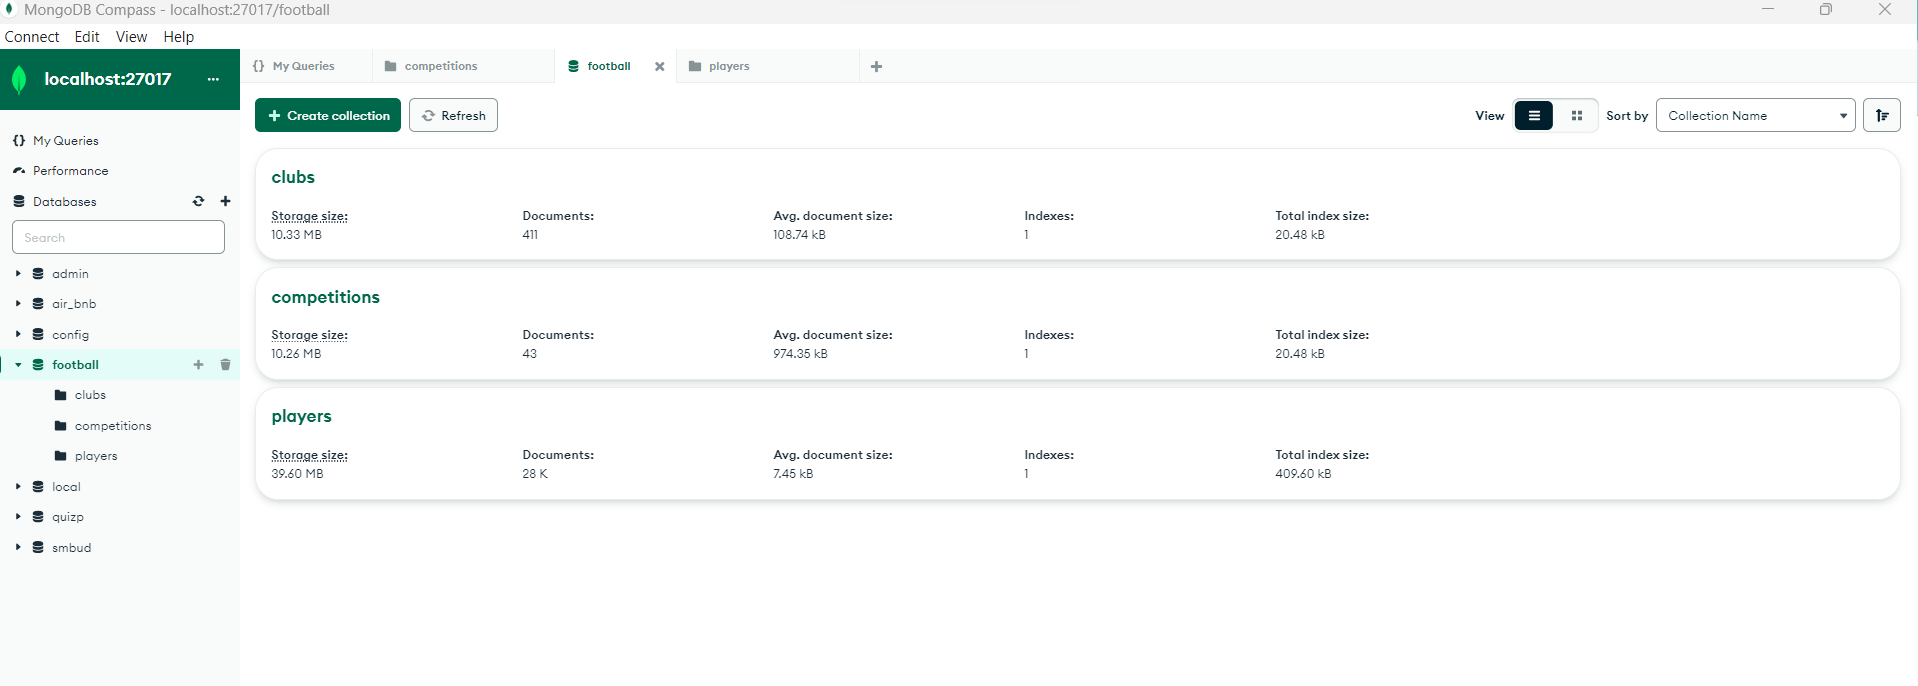 MongoDB Compass - localhost:27017/football
Connect Edit View Help
localhost:27017 ...
{} My Queries
competitions
football
players
My Queries
Performance
Databases
Search
admin
air_bnb
config
football
clubs
competitions
players
local
quizp
smbud
Create collection
Refresh
View
Sort by
Collection Name
clubs
Storage size: Documents: Avg. document size: Indexes: Total index size:
10.33 MB 411 108.74 kB 1 20.48 kB
competitions
Storage size: Documents: Avg. document size: Indexes: Total index size:
10.26 MB 43 974.35 kB 1 20.48 kB
players
Storage size: Documents: Avg. document size: Indexes: Total index size:
39.60 MB 28 K 7.45 kB 1 409.60 kB